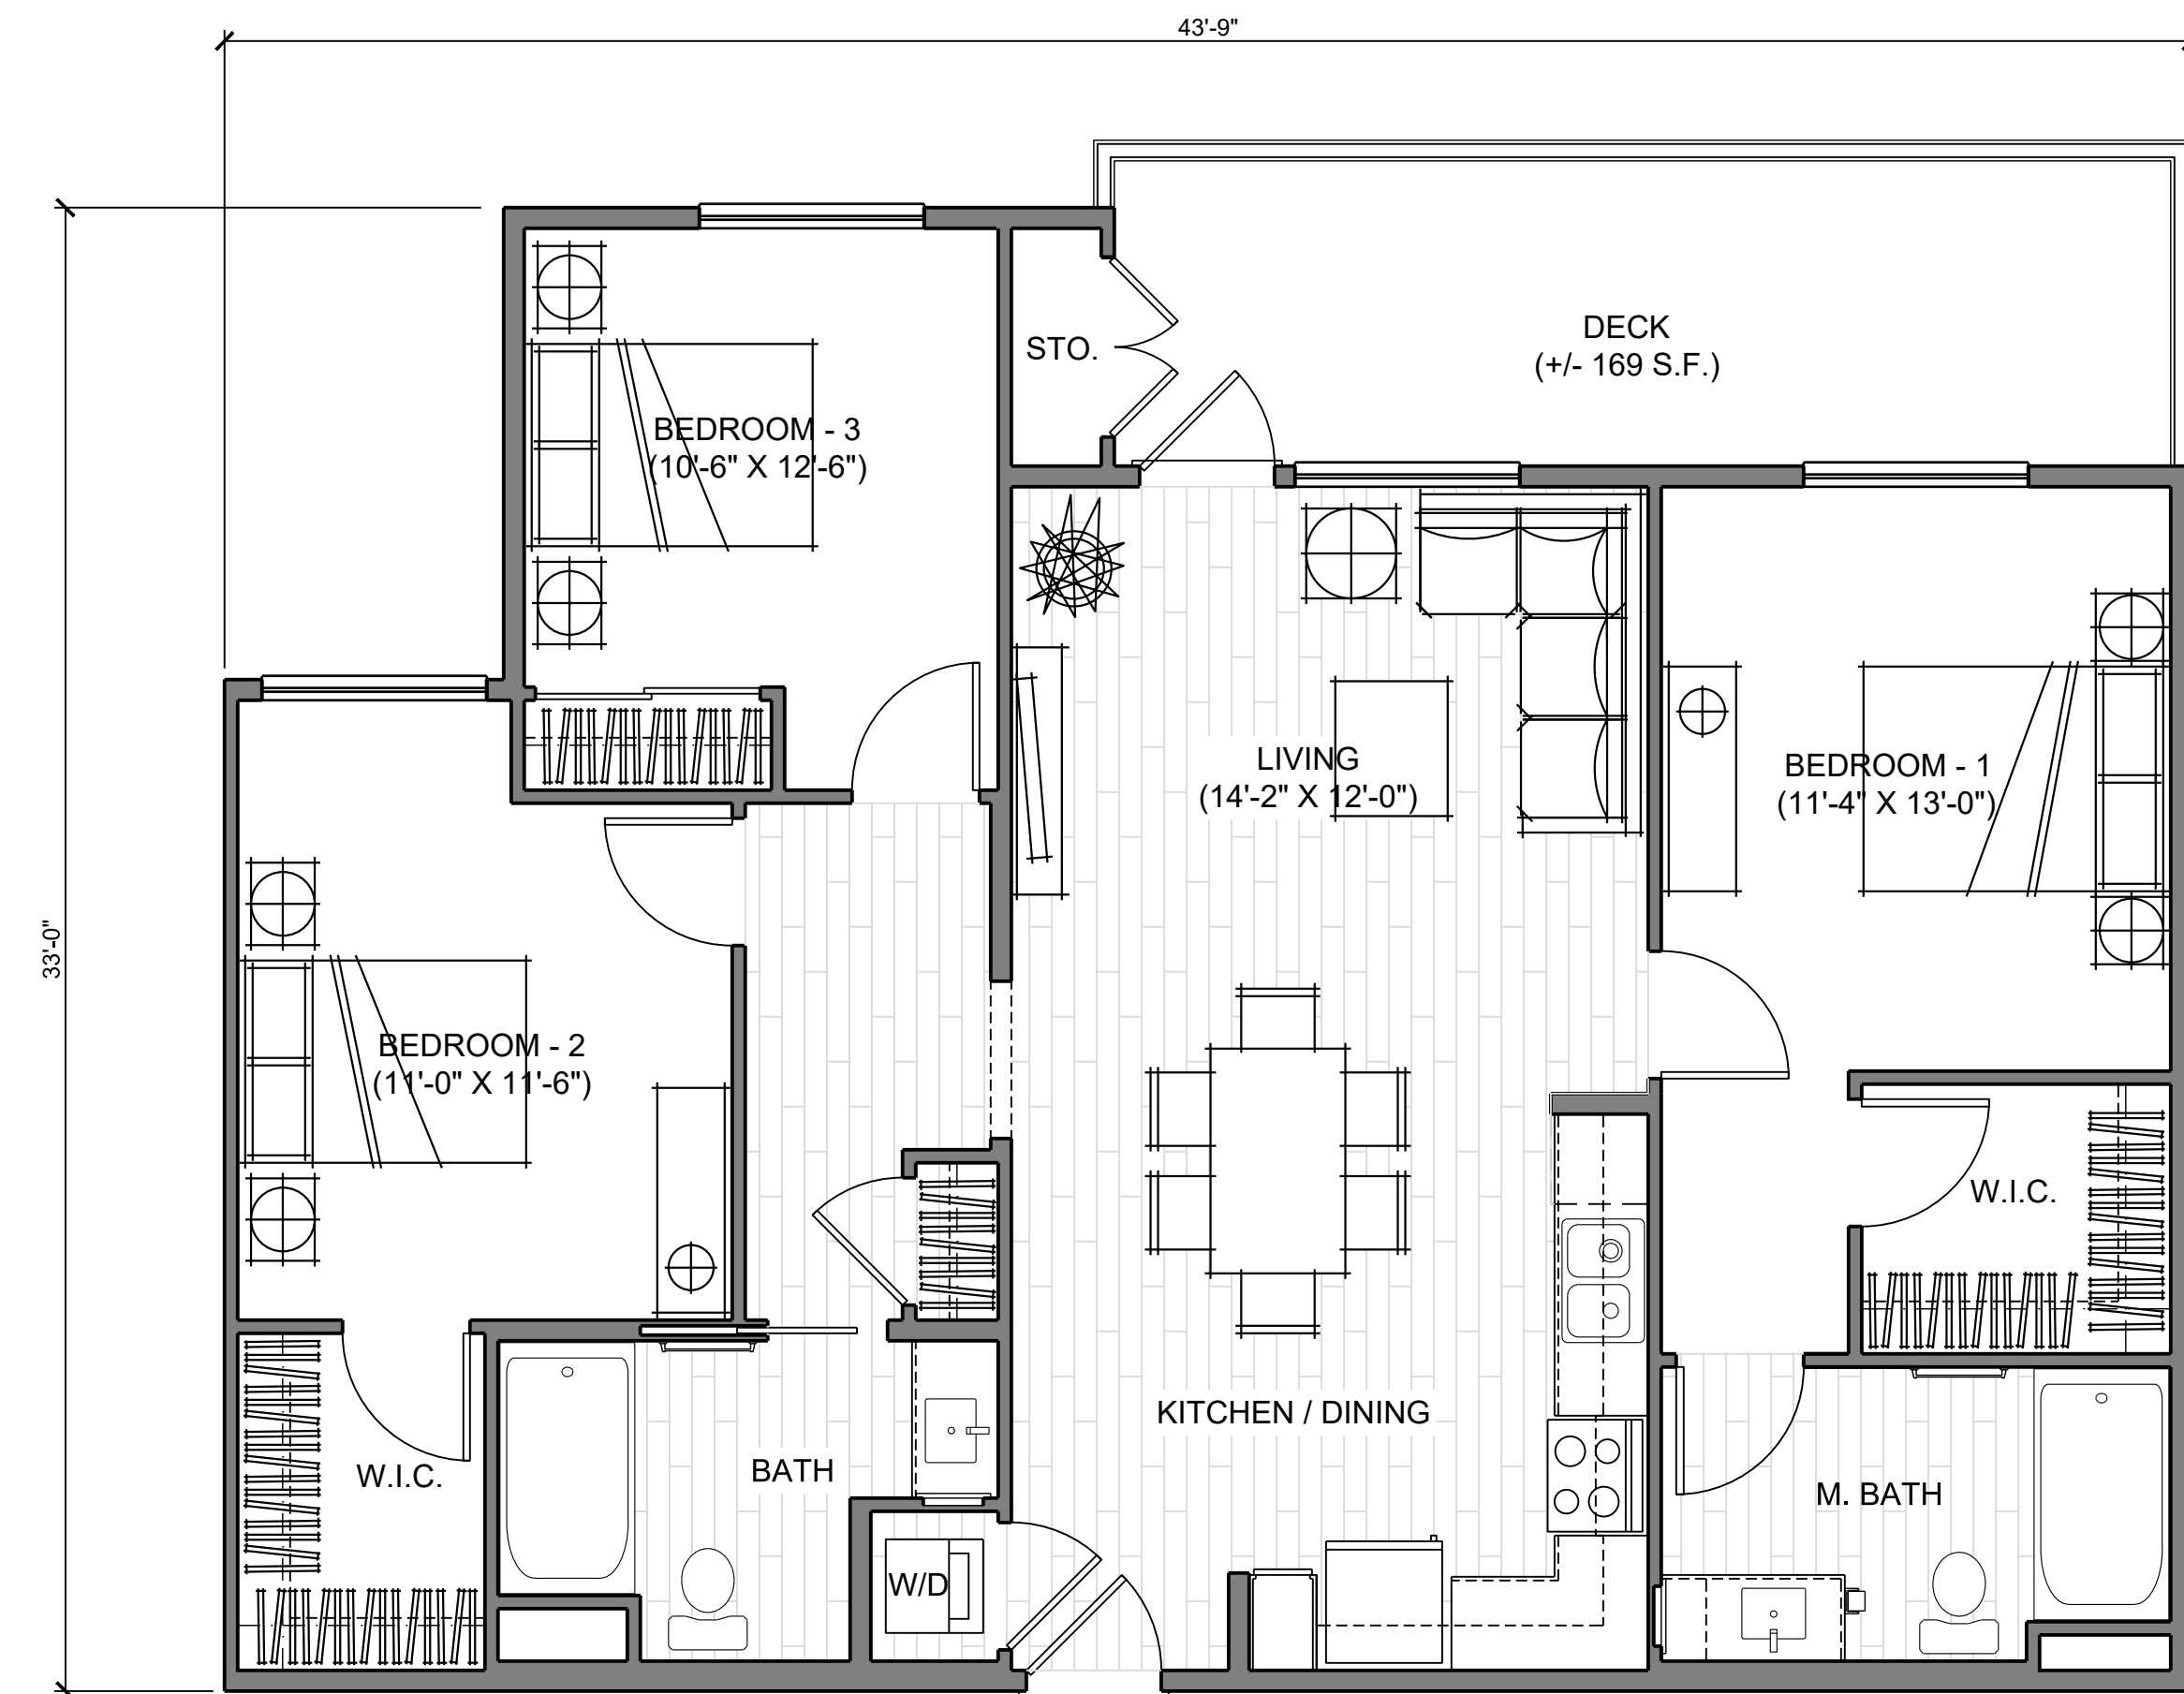 43'-9"
DECK
(+/- 169 S.F.)
STO.
BEDROOM - 3
(10'-6" X 12'-6")
LIVING
(14'-2" X 12'-0")
BEDROOM - 1
(11'-4" X 13'-0")
33'-0"
BEDROOM - 2
(11'-0" X 11'-6")
W.I.C.
KITCHEN / DINING
BATH
W.I.C.
M. BATH
W/D